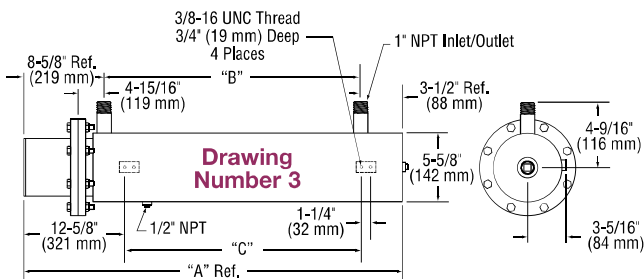 3/8-16 UNC Thread
3/4" (19 mm) Deep
4 Places
1" NPT Inlet/Outlet
8-5/8" Ref.
(219 mm)
4-15/16"
(119 mm)
"B"
3-1/2" Ref.
(88 mm)
4-9/16"
(116 mm)
Drawing
Number 3
5-5/8"
(142 mm)
12-5/8"
(321 mm)
1/2" NPT
1-1/4"
(32 mm)
"C"
3-5/16"
(84 mm)
"A" Ref.